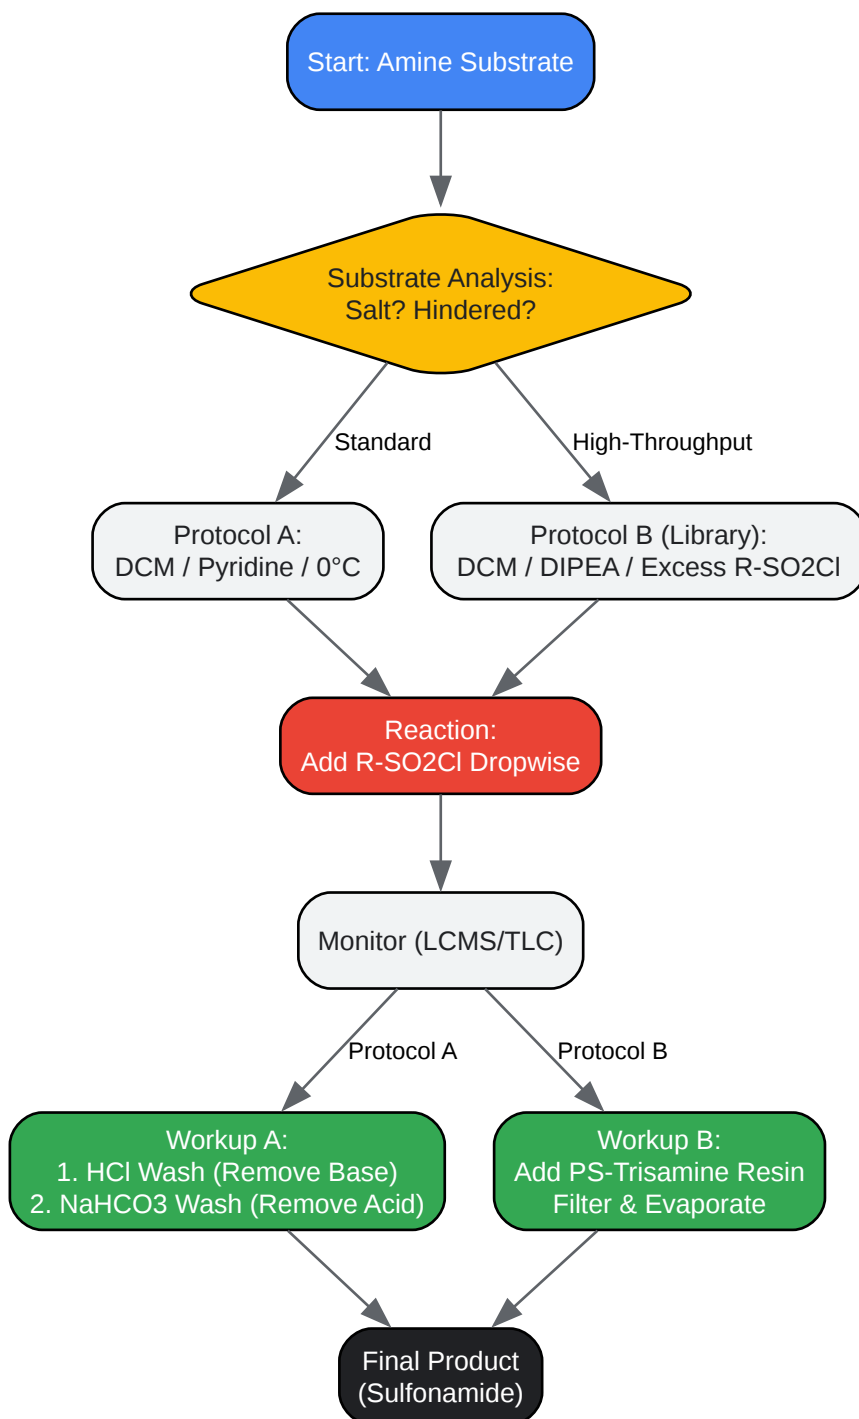 Start: Amine Substrate
Substrate Analysis:
Salt? Hindered?
Standard
High-Throughput
Protocol A:
DCM / Pyridine / 0°C
Protocol B (Library):
DCM / DIPEA / Excess R-SO2Cl
Reaction:
Add R-SO2Cl Dropwise
Monitor (LCMS/TLC)
Protocol A
Protocol B
Workup A:
1. HCl Wash (Remove Base)
2. NaHCO3 Wash (Remove Acid)
Workup B:
Add PS-Trisamine Resin
Filter & Evaporate
Final Product
(Sulfonamide)